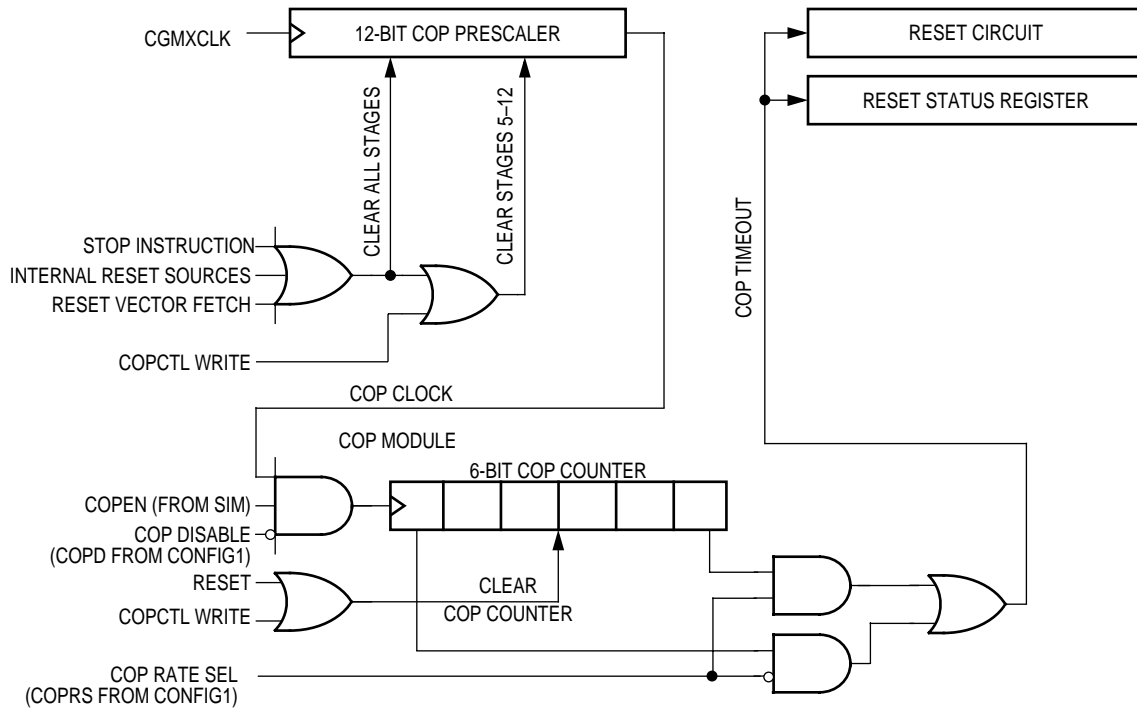 CGMXCLK
12-BIT COP PRESCALER
RESET CIRCUIT
RESET STATUS REGISTER
CLEAR ALL STAGES
CLEAR STAGES 5–12
COP TIMEOUT
STOP INSTRUCTION
INTERNAL RESET SOURCES
RESET VECTOR FETCH
COPCTL WRITE
COP CLOCK
COP MODULE
6-BIT COP COUNTER
COPEN (FROM SIM)
COP DISABLE
(COPD FROM CONFIG1)
RESET
COPCTL WRITE
CLEAR
COP COUNTER
COP RATE SEL
(COPRS FROM CONFIG1)